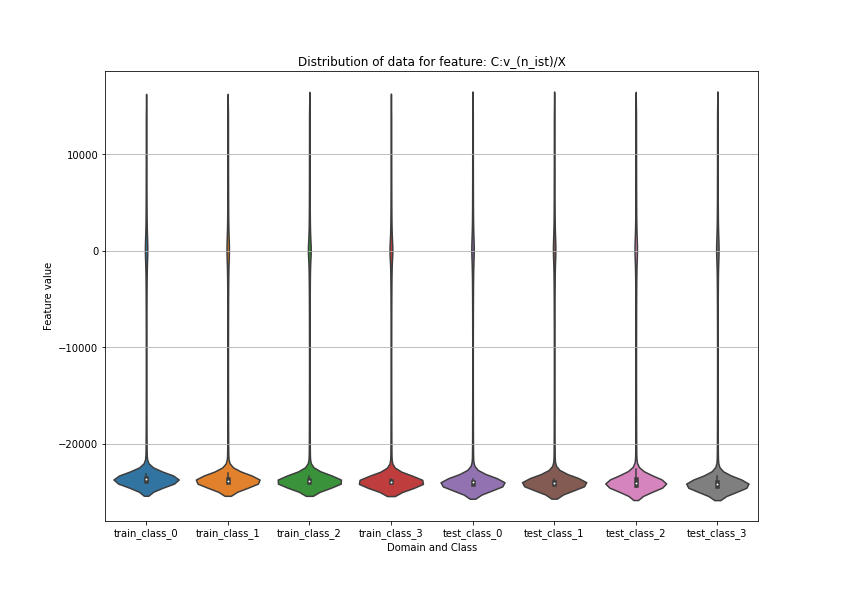 Distribution of data for feature: C:v_(n_ist)/X
10000
0
−10000
−20000
Feature value
train_class_0 train_class_1 train_class_2 train_class_3 test_class_0 test_class_1 test_class_2 test_class_3
Domain and Class